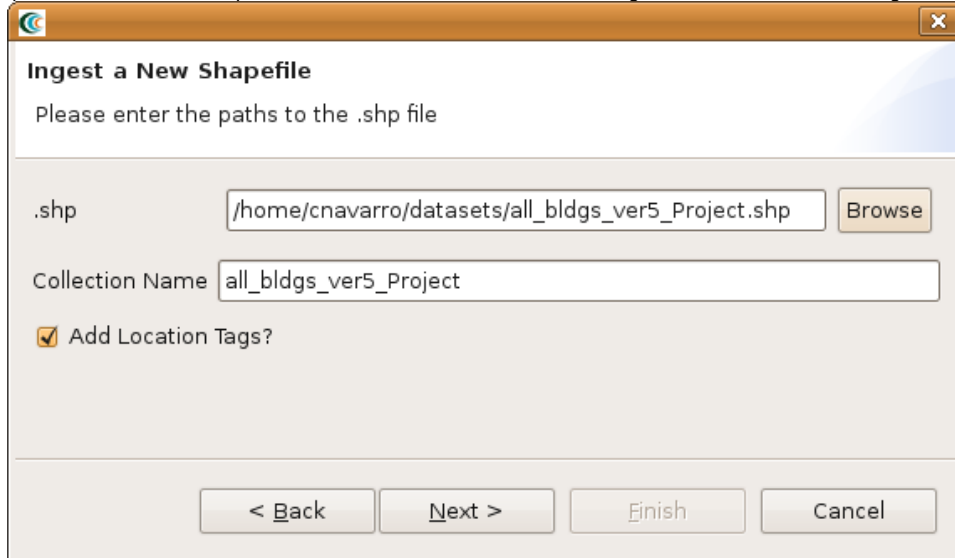 Ingest a New Shapefile
Please enter the paths to the .shp file
.shp /home/cnavarro/datasets/all_bldgs_ver5_Project.shp Browse
Collection Name all_bldgs_ver5_Project
Add Location Tags?
< Back Next > Finish Cancel